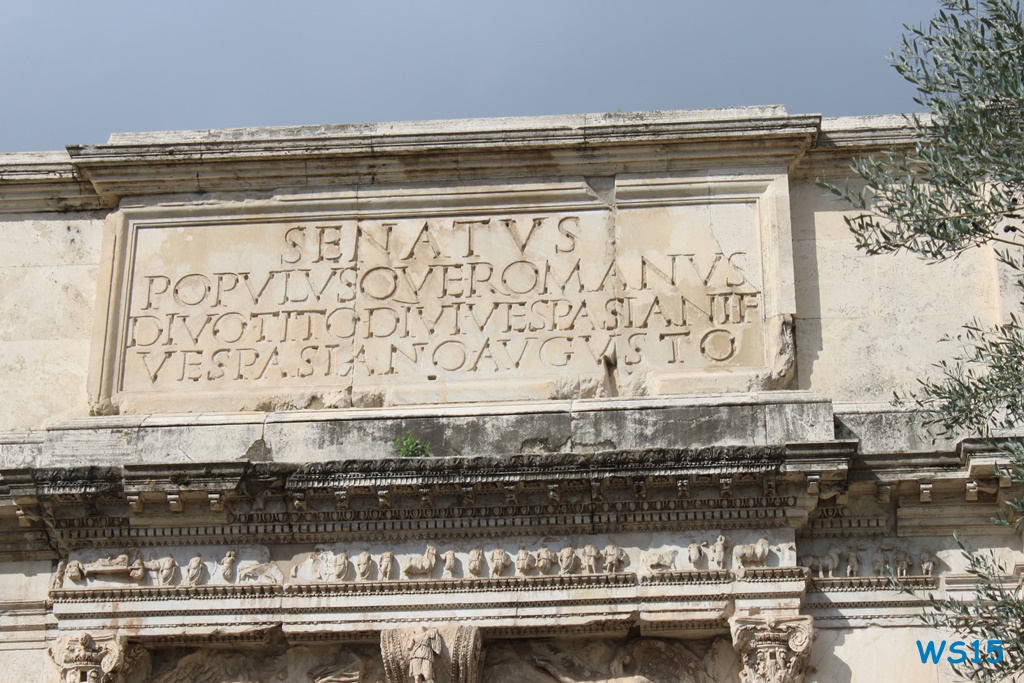 SENATVS
POPVLVSQVEROMANVS
DIVOTITODIVIVESPASIANIF
VESPASIANOAVGVSTO
WS15